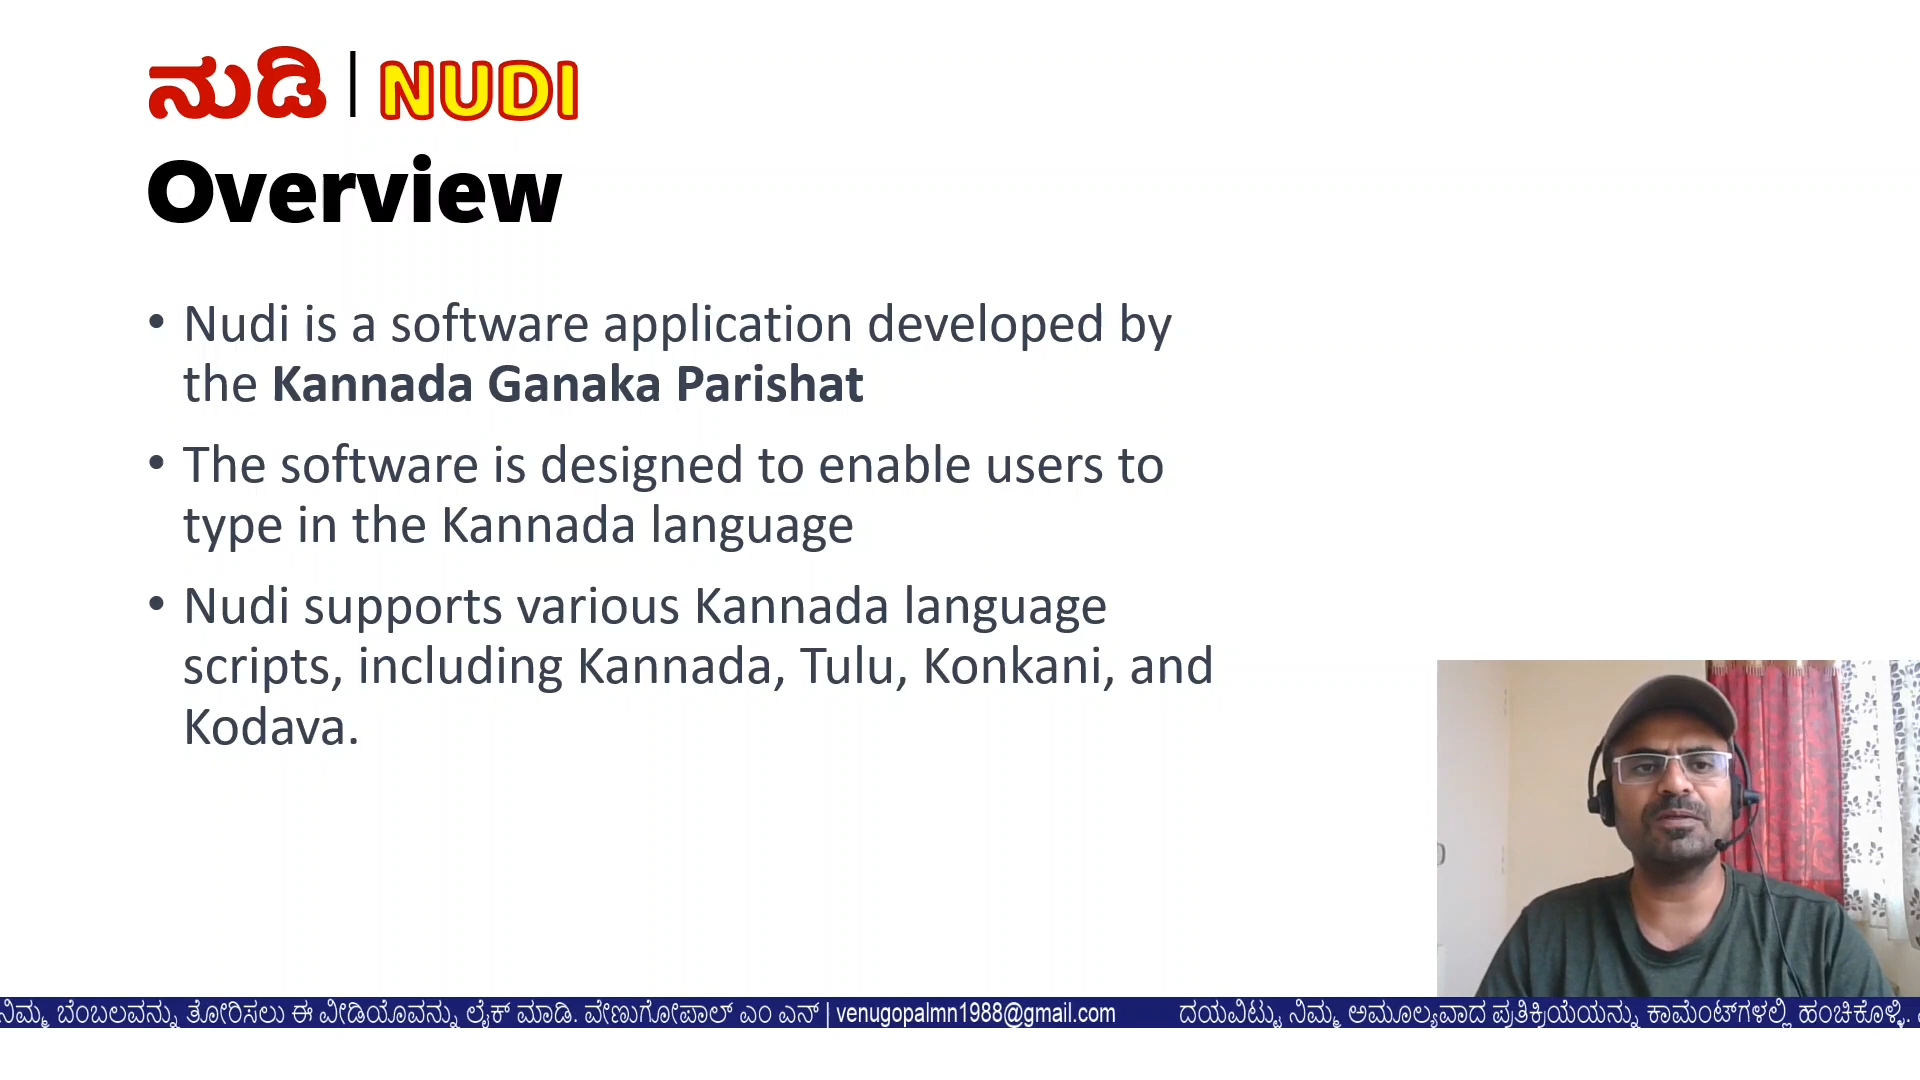 ನುಡಿ | NUDI
Overview
• Nudi is a software application developed by
the Kannada Ganaka Parishat
• The software is designed to enable users to
type in the Kannada language
• Nudi supports various Kannada language
scripts, including Kannada, Tulu, Konkani, and
Kodava.
ನಿಮ್ಮ ಬೆಂಬಲವನ್ನು ತೋರಿಸಲು ಈ ವೀಡಿಯೊವನ್ನು ಲೈಕ್ ಮಾಡಿ. ವೇಣುಗೋಪಾಲ್ ಎಂ ಎನ್ | venugopalmn1988@gmail.com ದಯವಿಟ್ಟು ನಿಮ್ಮ ಅಮೂಲ್ಯವಾದ ಪ್ರತಿಕ್ರಿಯೆಯನ್ನು ಕಾಮೆಂಟ್‌ಗಳಲ್ಲಿ ಹಂಚಿಕೊಳ್ಳಿ.